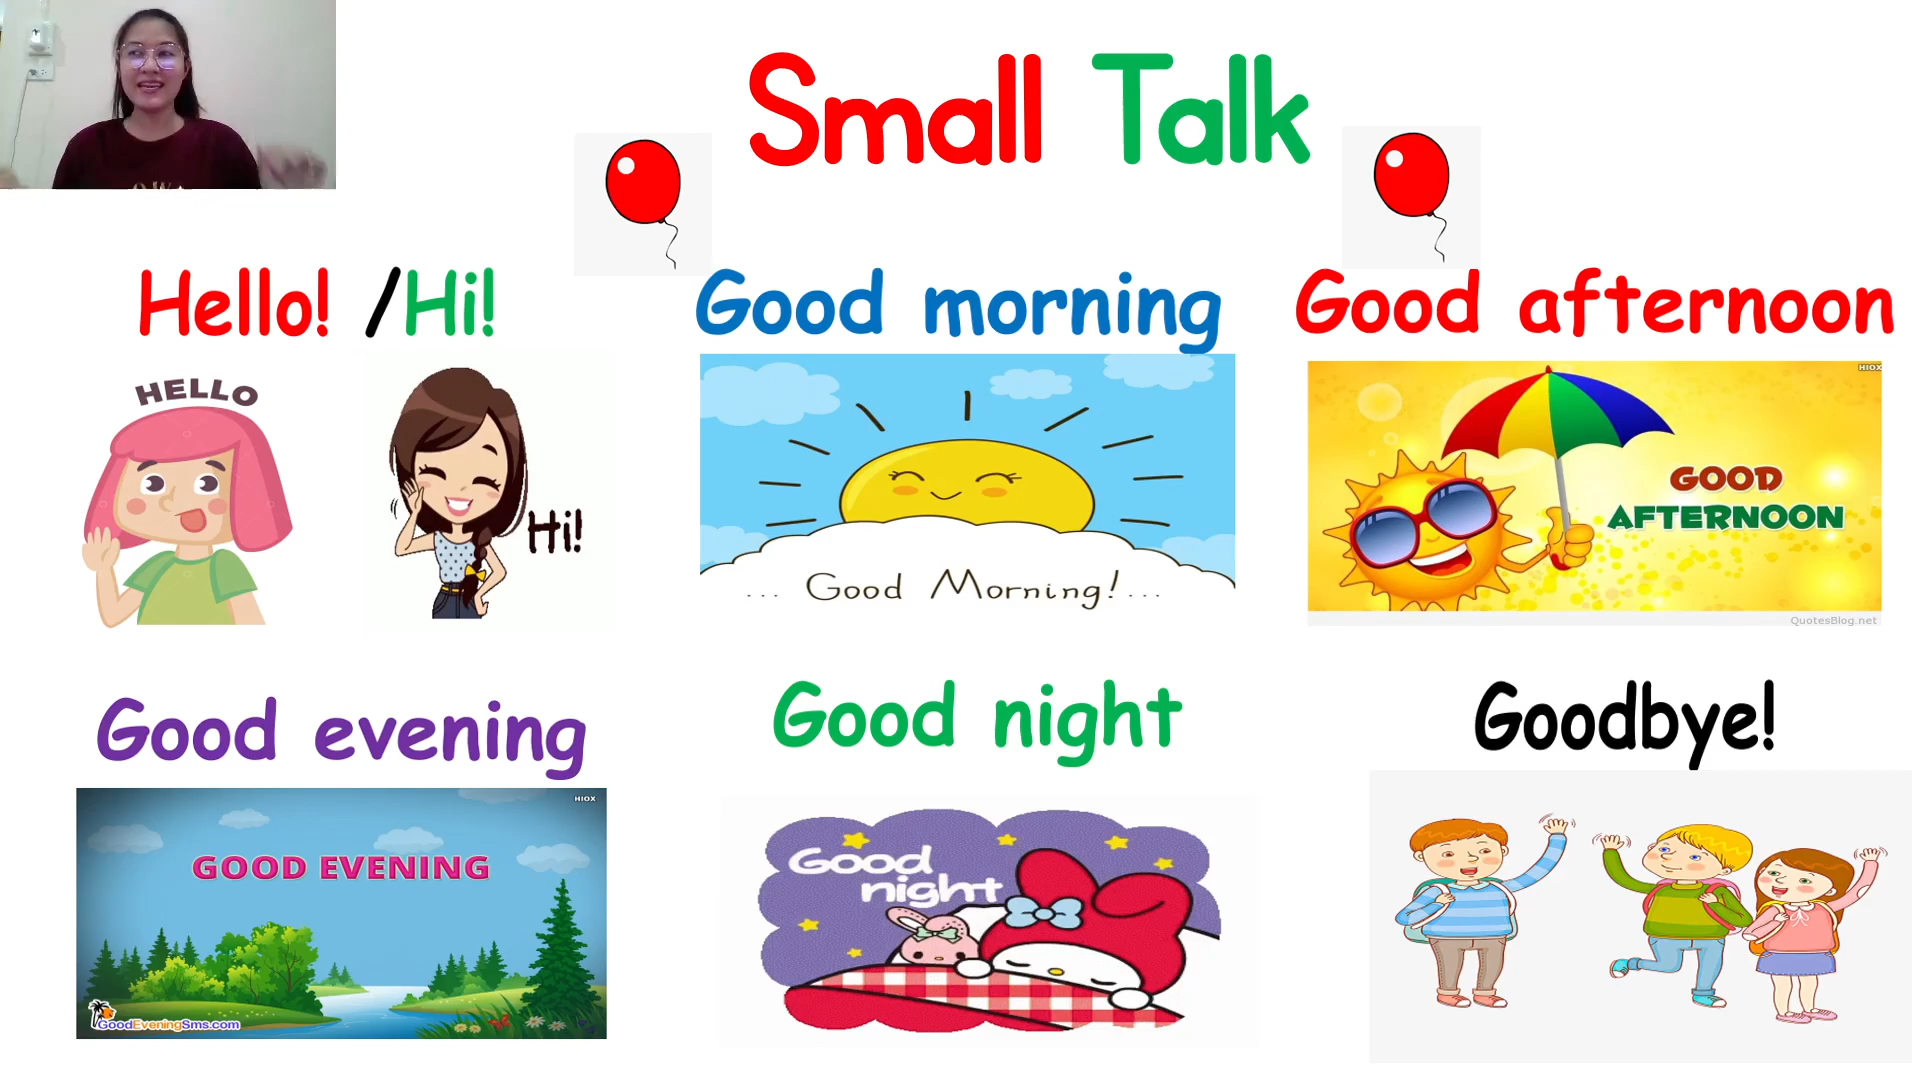 Small Talk
Hello! /Hi!
Good morning
Good afternoon
HELLO
Hi!
... Good Morning! ...
HIOX
GOOD
AFTERNOON
QuotesBlog.net
Good evening
Good night
Goodbye!
HIOX
GOOD EVENING
GoodEveningSms.com
Good
night